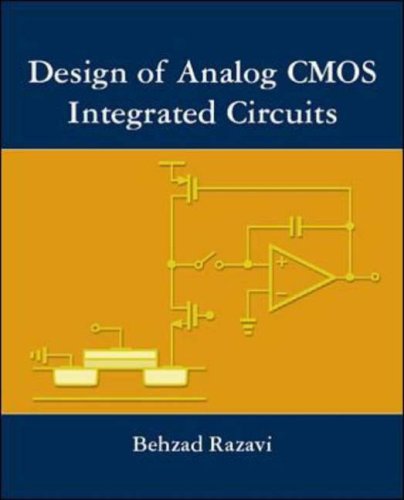 Design of Analog CMOS
Integrated Circuits
+
−
Behzad Razavi